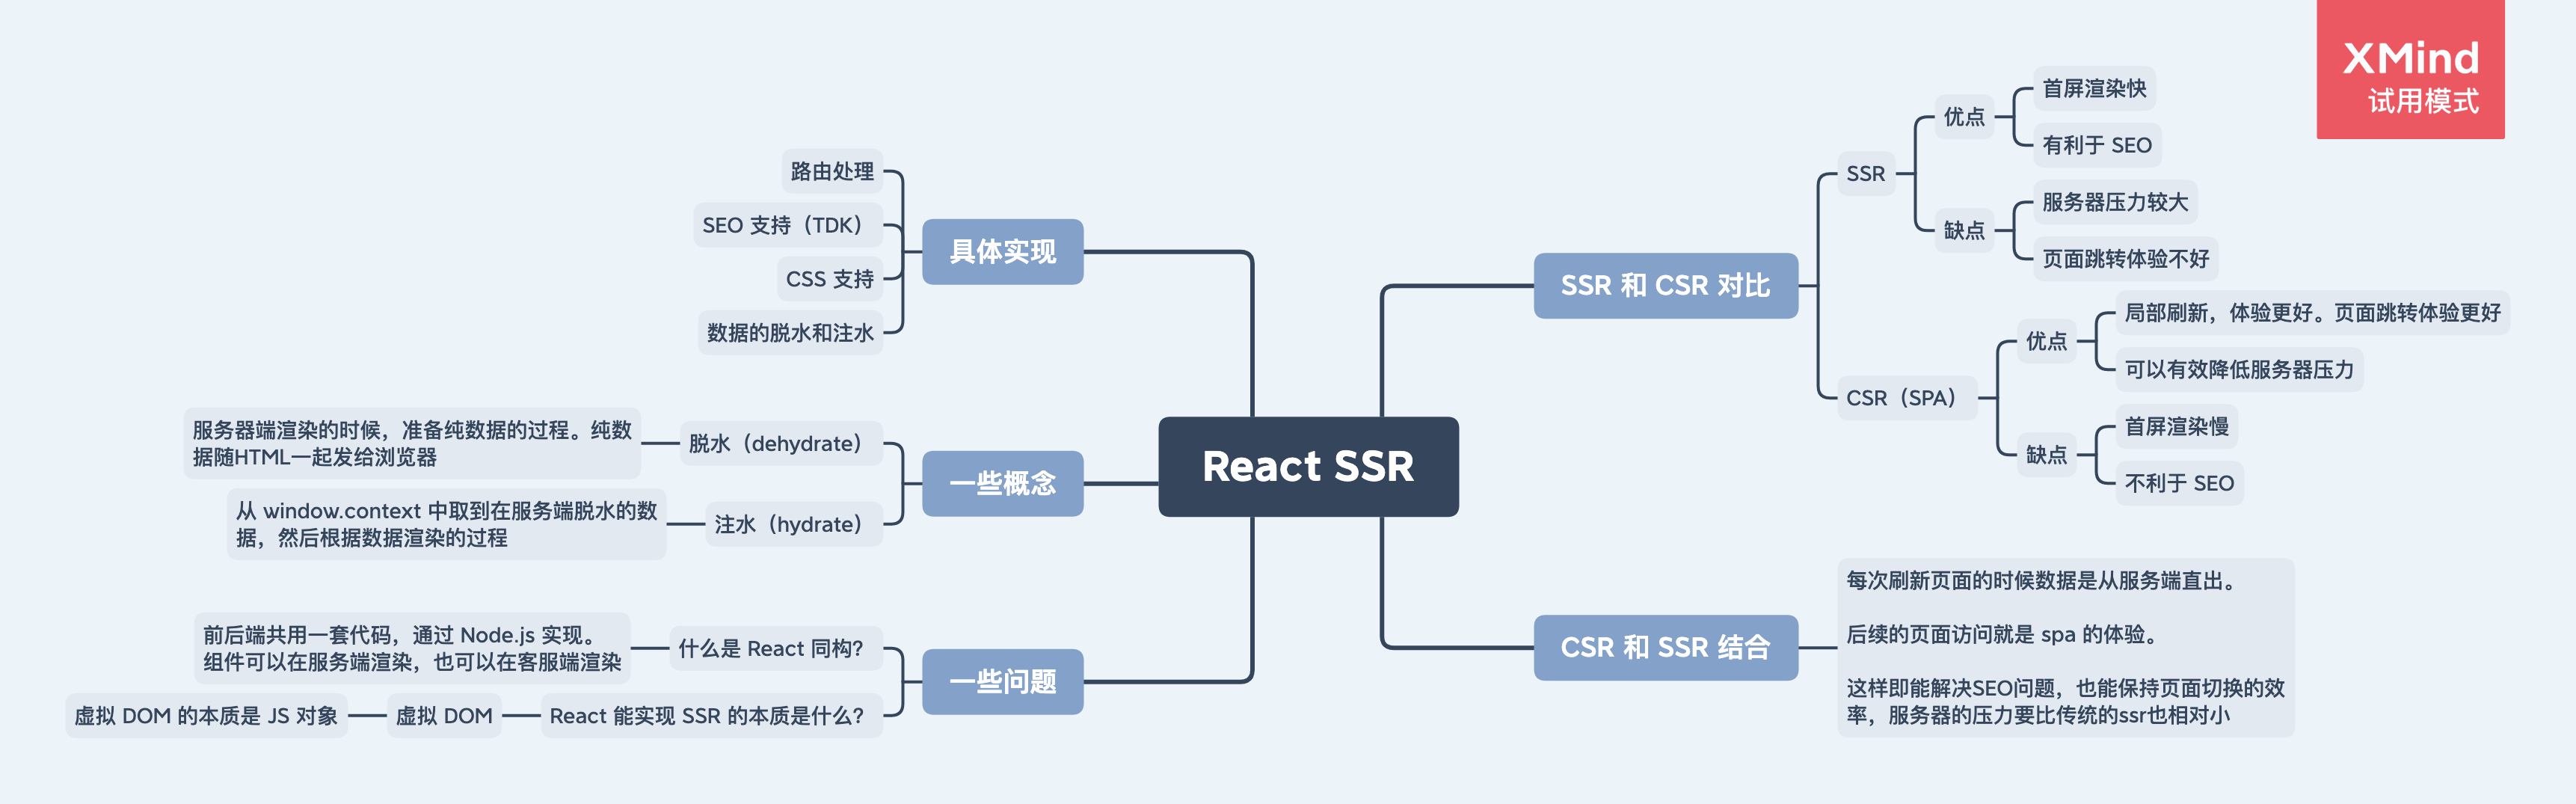 XMind
试用模式
React SSR
SSR 和 CSR 对比
SSR
优点
首屏渲染快
有利于 SEO
缺点
服务器压力较大
页面跳转体验不好
CSR（SPA）
优点
局部刷新，体验更好。页面跳转体验更好
可以有效降低服务器压力
缺点
首屏渲染慢
不利于 SEO
CSR 和 SSR 结合
每次刷新页面的时候数据是从服务端直出。
后续的页面访问就是 spa 的体验。
这样即能解决SEO问题，也能保持页面切换的效
率，服务器的压力要比传统的ssr也相对小
具体实现
路由处理
SEO 支持（TDK）
CSS 支持
数据的脱水和注水
一些概念
脱水（dehydrate）
服务器端渲染的时候，准备纯数据的过程。纯数
据随HTML一起发给浏览器
注水（hydrate）
从 window.context 中取到在服务端脱水的数
据，然后根据数据渲染的过程
一些问题
什么是 React 同构？
前后端共用一套代码，通过 Node.js 实现。
组件可以在服务端渲染，也可以在客服端渲染
React 能实现 SSR 的本质是什么？
虚拟 DOM
虚拟 DOM 的本质是 JS 对象